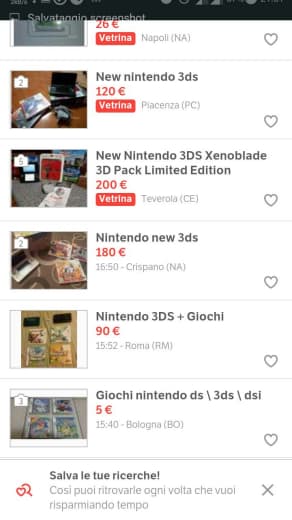 Salvataggio screenshot
26 €
Vetrina Napoli (NA)
2
New nintendo 3ds
120 €
Vetrina Piacenza (PC)
5
New Nintendo 3DS Xenoblade
3D Pack Limited Edition
200 €
Vetrina Teverola (CE)
2
Nintendo new 3ds
180 €
16:50 - Crispano (NA)
Nintendo 3DS + Giochi
90 €
15:52 - Roma (RM)
3
Giochi nintendo ds \ 3ds \ dsi
5 €
15:40 - Bologna (BO)
Salva le tue ricerche!
Così puoi ritrovarle ogni volta che vuoi
risparmiando tempo